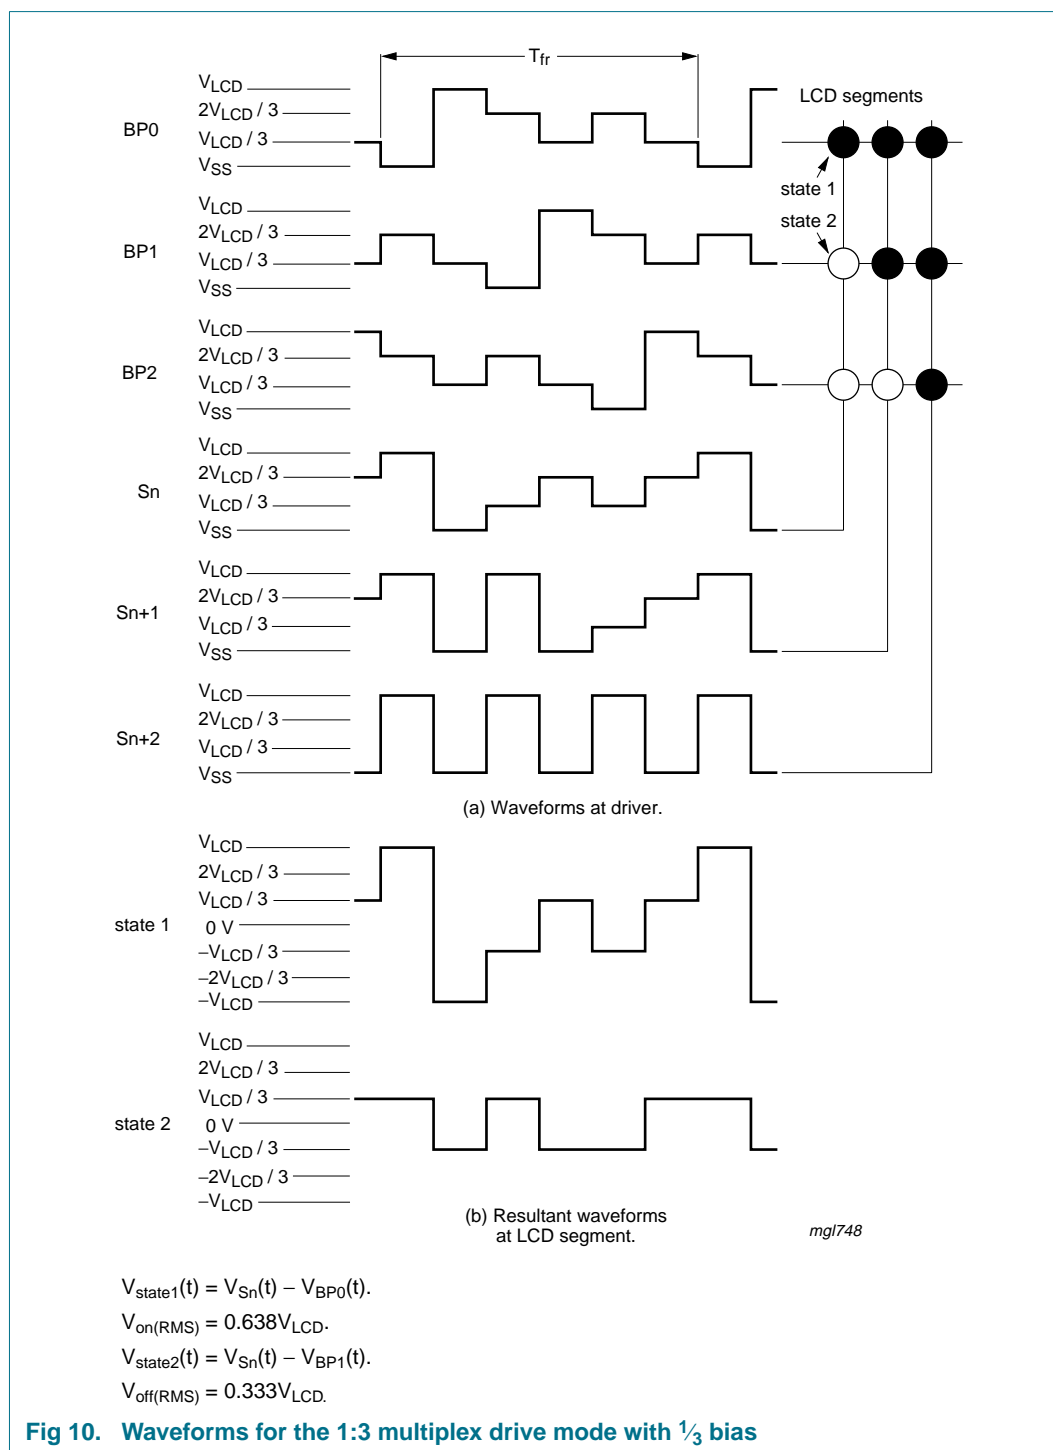 Tfr
LCD segments
BP0
VLCD
2VLCD / 3
VLCD / 3
VSS
state 1
state 2
BP1
VLCD
2VLCD / 3
VLCD / 3
VSS
BP2
VLCD
2VLCD / 3
VLCD / 3
VSS
Sn
VLCD
2VLCD / 3
VLCD / 3
VSS
Sn+1
VLCD
2VLCD / 3
VLCD / 3
VSS
Sn+2
VLCD
2VLCD / 3
VLCD / 3
VSS
(a) Waveforms at driver.
state 1
VLCD
2VLCD / 3
VLCD / 3
0 V
−VLCD / 3
−2VLCD / 3
−VLCD
state 2
VLCD
2VLCD / 3
VLCD / 3
0 V
−VLCD / 3
−2VLCD / 3
−VLCD
(b) Resultant waveforms
at LCD segment.
mgl748
Vstate1(t) = VSn(t) − VBP0(t).
Von(RMS) = 0.638VLCD.
Vstate2(t) = VSn(t) − VBP1(t).
Voff(RMS) = 0.333VLCD.
Fig 10. Waveforms for the 1:3 multiplex drive mode with 1⁄3 bias